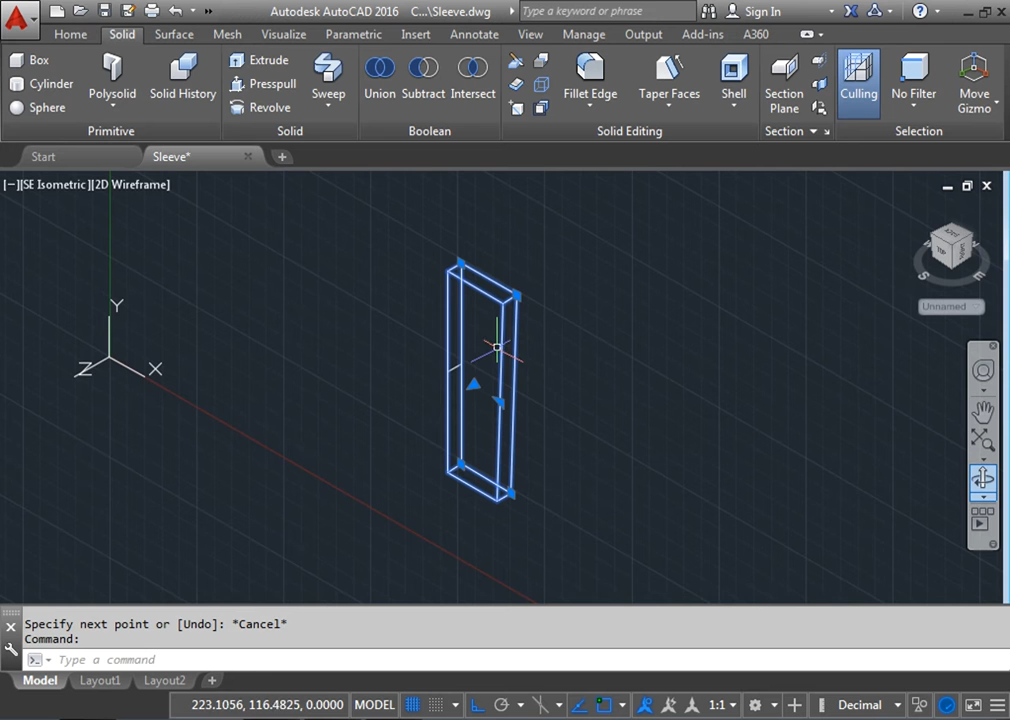 Autodesk AutoCAD 2016 C...\Sleeve.dwg Type a keyword or phrase Sign In
Home Solid Surface Mesh Visualize Parametric Insert Annotate View Manage Output Add-ins A360
Box Cylinder Sphere Polysolid Solid History Extrude Presspull Revolve Sweep Union Subtract Intersect Fillet Edge Taper Faces Shell Section Plane Culling No Filter Move Gizmo
Primitive Solid Boolean Solid Editing Section Selection
Start Sleeve*
[−][SE Isometric][2D Wireframe]
TOP
S E
Unnamed
Y
Z X
Specify next point or [Undo]: *Cancel*
Command:
Type a command
Model Layout1 Layout2
223.1056, 116.4825, 0.0000 MODEL 1:1 Decimal